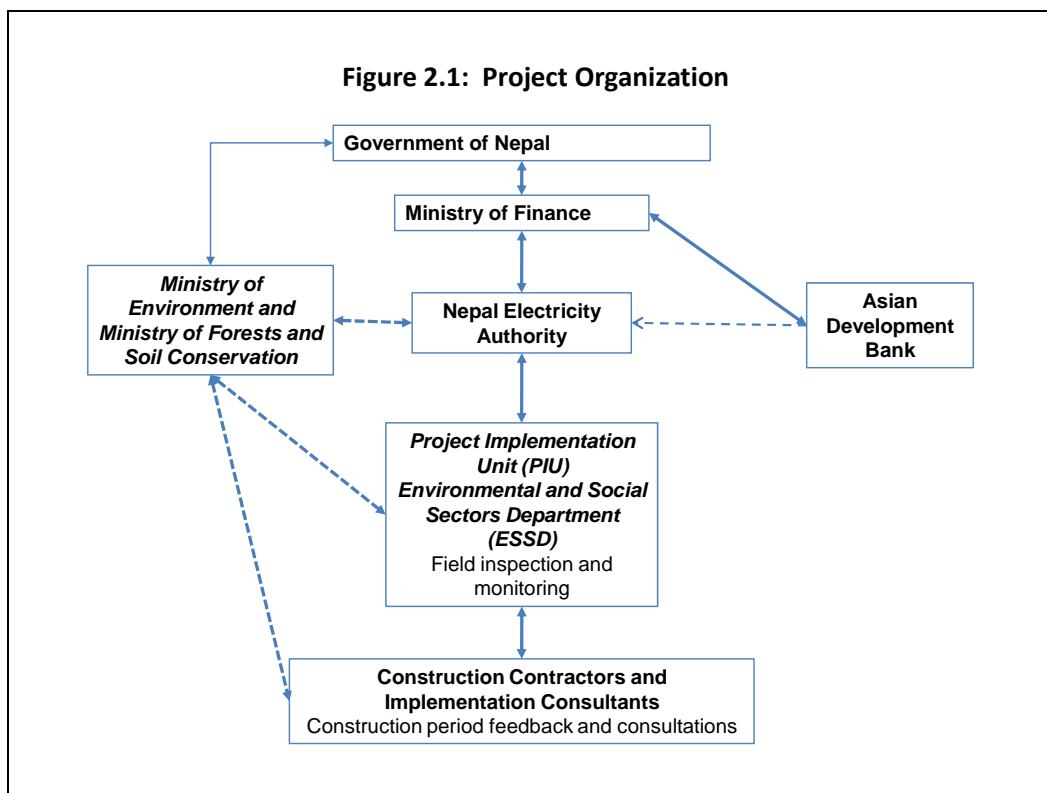 Figure 2.1: Project Organization
Government of Nepal
Ministry of Finance
Ministry of
Environment and
Ministry of Forests and
Soil Conservation
Nepal Electricity
Authority
Asian
Development
Bank
Project Implementation
Unit (PIU)
Environmental and Social
Sectors Department
(ESSD)
Field inspection and
monitoring
Construction Contractors and
Implementation Consultants
Construction period feedback and consultations